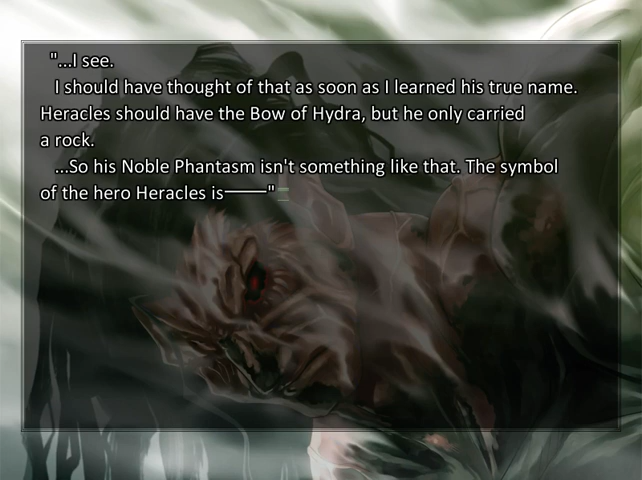 "...I see.
I should have thought of that as soon as I learned his true name.
Heracles should have the Bow of Hydra, but he only carried
a rock.
...So his Noble Phantasm isn't something like that. The symbol
of the hero Heracles is───"